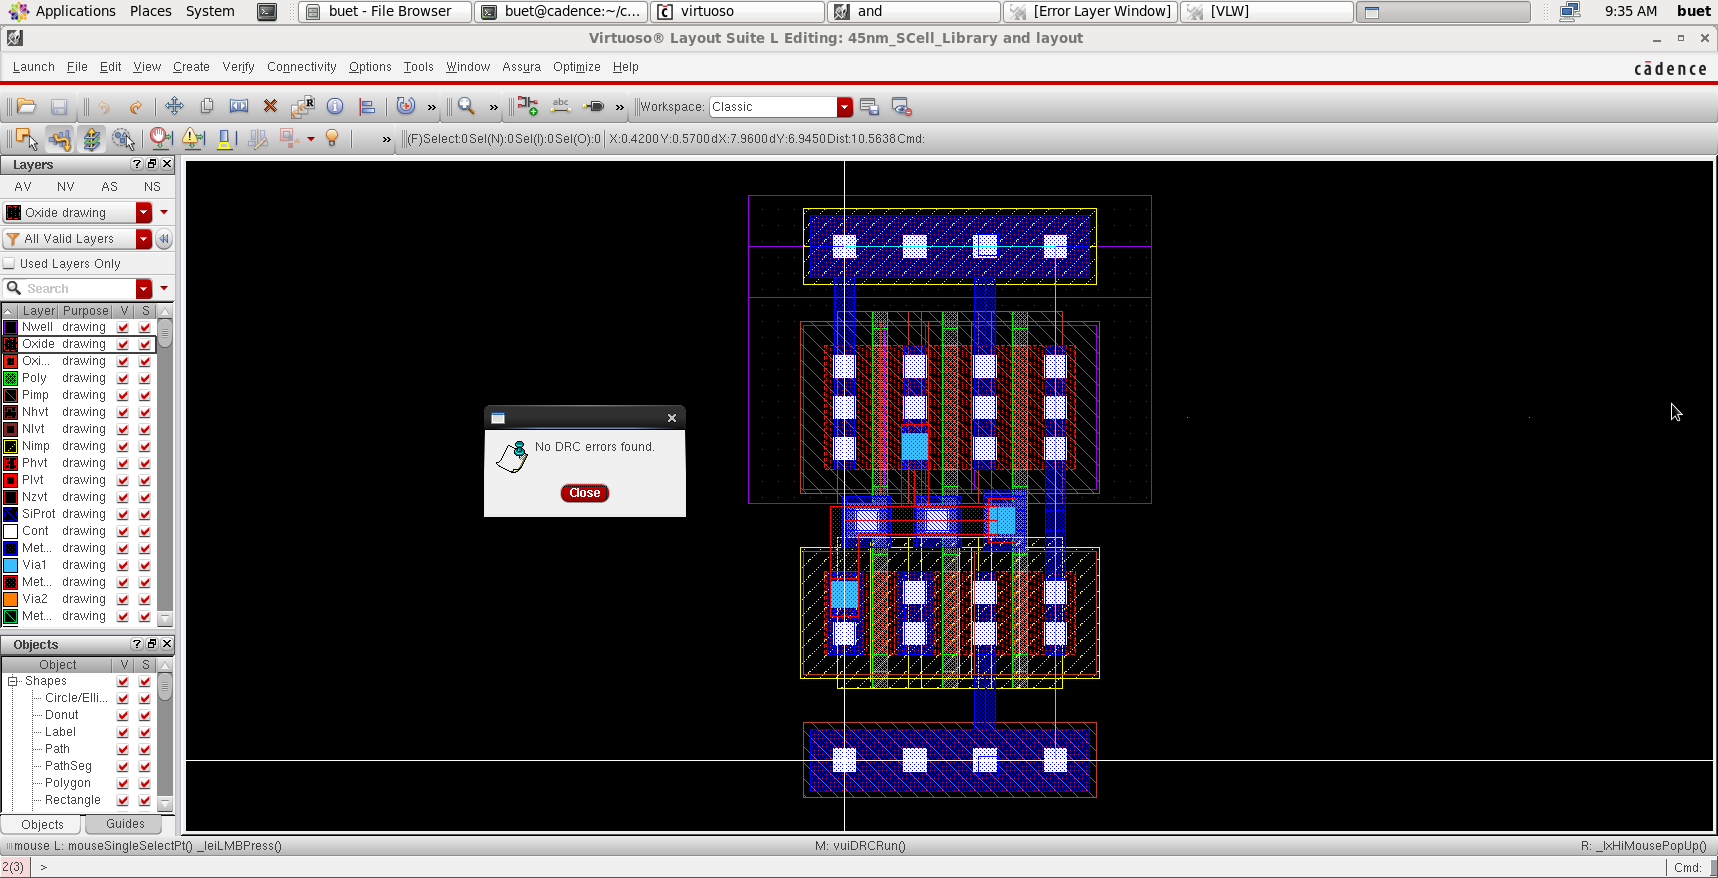 Applications Places System buet - File Browser buet@cadence:~/c... virtuoso and [Error Layer Window] [VLW] 9:35 AM buet
Virtuoso® Layout Suite L Editing: 45nm_SCell_Library and layout
Launch File Edit View Create Verify Connectivity Options Tools Window Assura Optimize Help cādence
» » abc » Workspace: Classic
» (F)Select:0 Sel(N):0 Sel(I):0 Sel(O):0 X:0.4200 Y:0.5700 dX:7.9600 dY:6.9450 Dist:10.5638 Cmd:
Layers
AV NV AS NS
Oxide drawing
All Valid Layers
Used Layers Only
Search
Layer Purpose V S
Nwell drawing
Oxide drawing
Oxi... drawing
Poly drawing
Pimp drawing
Nhvt drawing
Nlvt drawing
Nimp drawing
Phvt drawing
Plvt drawing
Nzvt drawing
SiProt drawing
Cont drawing
Met... drawing
Via1 drawing
Met... drawing
Via2 drawing
Met... drawing
Objects
Object V S
Shapes
Circle/Elli...
Donut
Label
Path
PathSeg
Polygon
Rectangle
Objects Guides
No DRC errors found.
Close
mouse L: mouseSingleSelectPt() _leiLMBPress() M: vuiDRCRun() R: _lxHiMousePopUp()
2(3) > Cmd: